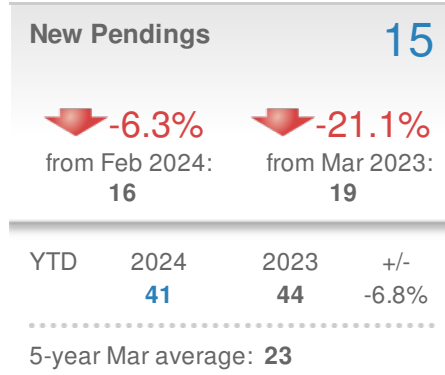 New Pendings 15
-6.3% -21.1%
from Feb 2024: from Mar 2023:
16 19
YTD 2024 2023 +/-
41 44 -6.8%
5-year Mar average: 23